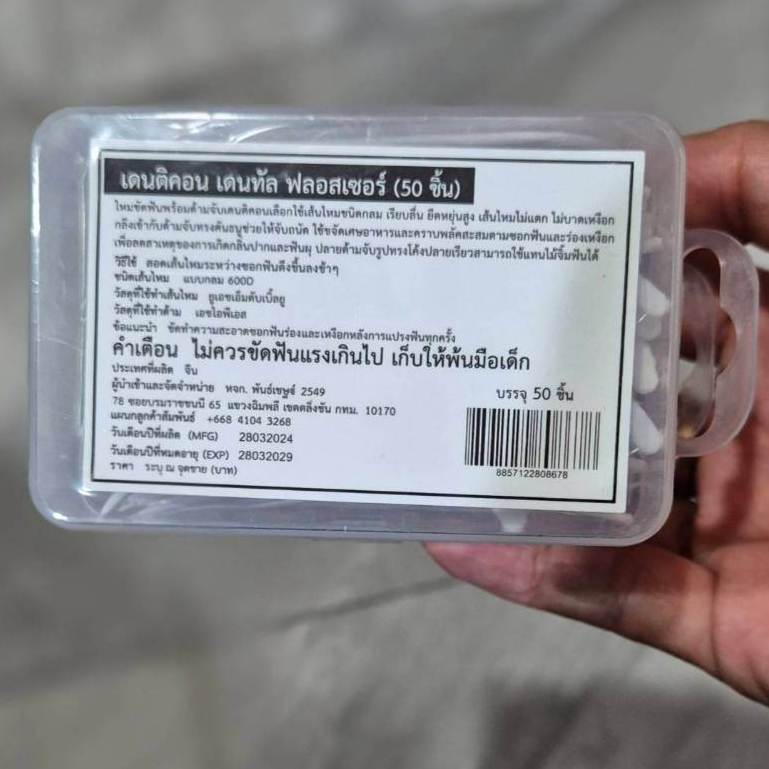 เดนติคอน เดนทัล ฟลอสเซอร์ (50 ชิ้น)
ไหมขัดฟันพร้อมด้ามจับเดนติคอนเลือกใช้เส้นไหมชนิดกลม เรียบลื่น ยืดหยุ่นสูง เส้นไหมไม่แตก ไม่บาดเหงือก
กลึงเข้ากับด้ามจับทรงคันธนูช่วยให้จับถนัด ใช้ขจัดเศษอาหารและคราบพลัคสะสมตามซอกฟันและร่องเหงือก
เพื่อลดสาเหตุของการเกิดกลิ่นปากและฟันผุ ปลายด้ามจับรูปทรงโค้งปลายเรียวสามารถใช้แทนไม้จิ้มฟันได้
วิธีใช้ สอดเส้นไหมระหว่างซอกฟันดึงขึ้นลงช้าๆ
ชนิดเส้นไหม แบบกลม 600D
วัสดุที่ใช้ทำเส้นไหม ยูเอชเอ็มดับเบิ้ลยู
วัสดุที่ใช้ทำด้าม เอชไอพีเอส
ข้อแนะนำ ขัดทำความสะอาดซอกฟันร่องและเหงือกหลังการแปรงฟันทุกครั้ง
คำเตือน ไม่ควรขัดฟันแรงเกินไป เก็บให้พ้นมือเด็ก
ประเทศที่ผลิต จีน
ผู้นำเข้าและจัดจำหน่าย หจก. พันธ์เชษฐ์ 2549
78 ซอยบรมราชชนนี 65 แขวงฉิมพลี เขตตลิ่งชัน กทม. 10170
แผนกลูกค้าสัมพันธ์ +668 4104 3268
วันเดือนปีที่ผลิต (MFG) 28032024
วันเดือนปีที่หมดอายุ (EXP) 28032029
ราคา ระบุ ณ จุดขาย (บาท)
บรรจุ 50 ชิ้น
8857122808678